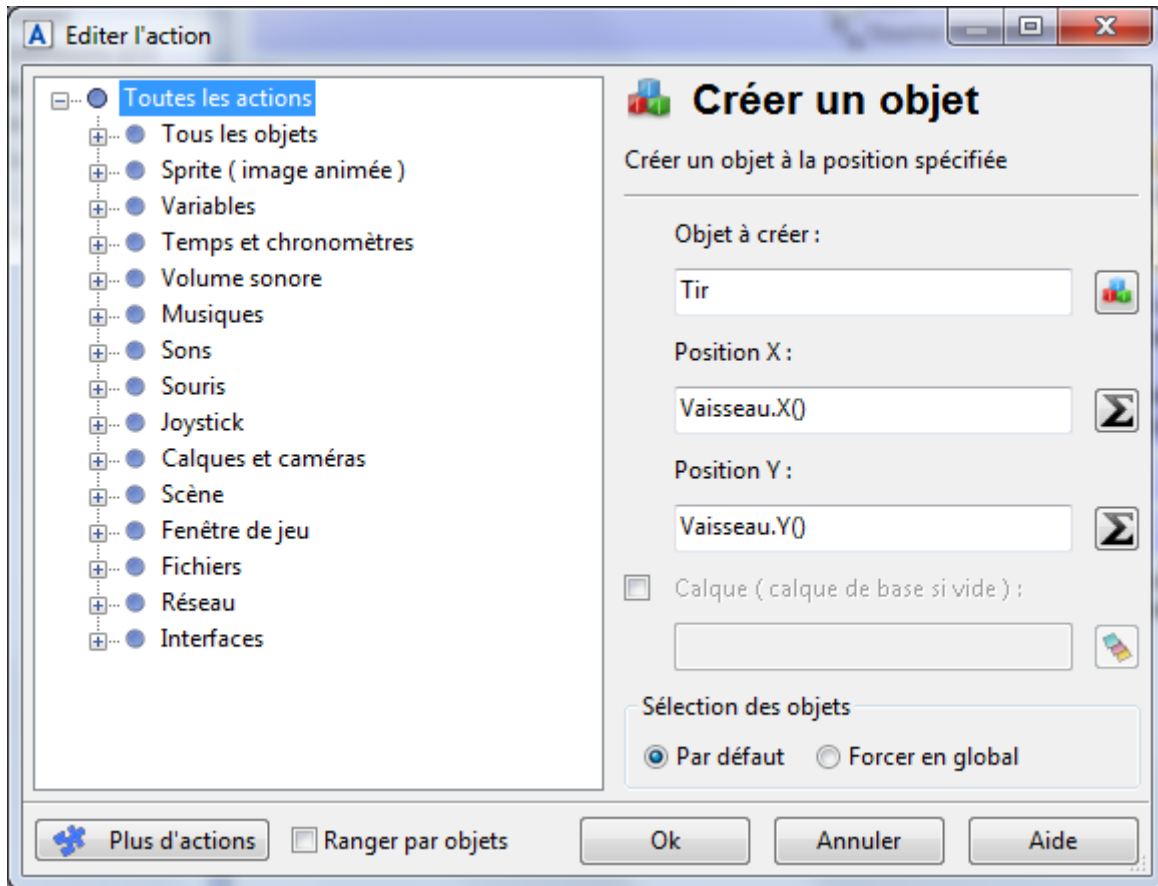 Editer l'action
Toutes les actions
Tous les objets
Sprite ( image animée )
Variables
Temps et chronomètres
Volume sonore
Musiques
Sons
Souris
Joystick
Calques et caméras
Scène
Fenêtre de jeu
Fichiers
Réseau
Interfaces
Créer un objet
Créer un objet à la position spécifiée
Objet à créer :
Tir
Position X :
Vaisseau.X()
Position Y :
Vaisseau.Y()
Calque ( calque de base si vide ) :
Sélection des objets
Par défaut Forcer en global
Plus d'actions Ranger par objets Ok Annuler Aide